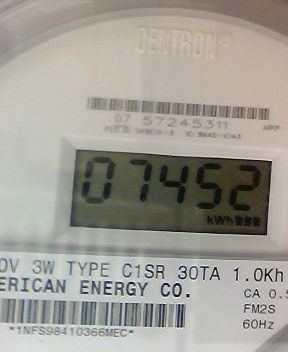 CENTRON®
07 57245311
07452
kWh
0V 3W TYPE C1SR 30TA 1.0Kh
ERICAN ENERGY CO.
CA 0.5
FM2S
60Hz
*1NFS98410366MEC*